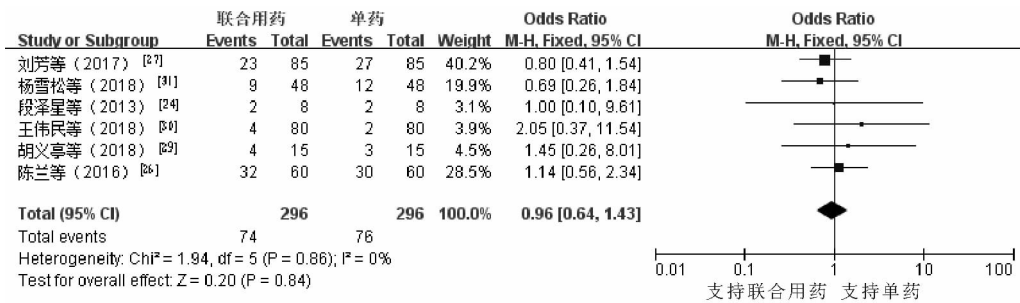 联合用药 单药 Odds Ratio Odds Ratio
Study or Subgroup Events Total Events Total Weight M-H, Fixed, 95% CI M-H, Fixed, 95% CI
刘芳等（2017）[27] 23 85 27 85 40.2% 0.80 [0.41, 1.54]
杨雪松等（2018）[31] 9 48 12 48 19.9% 0.69 [0.26, 1.84]
段泽星等（2013）[24] 2 8 2 8 3.1% 1.00 [0.10, 9.61]
王伟民等（2018）[30] 4 80 2 80 3.9% 2.05 [0.37, 11.54]
胡义亭等（2018）[29] 4 15 3 15 4.5% 1.45 [0.26, 8.01]
陈兰等（2016）[26] 32 60 30 60 28.5% 1.14 [0.56, 2.34]
Total (95% CI) 296 296 100.0% 0.96 [0.64, 1.43]
Total events 74 76
Heterogeneity: Chi² = 1.94, df = 5 (P = 0.86); I² = 0%
Test for overall effect: Z = 0.20 (P = 0.84)
0.01 0.1 1 10 100
支持联合用药 支持单药